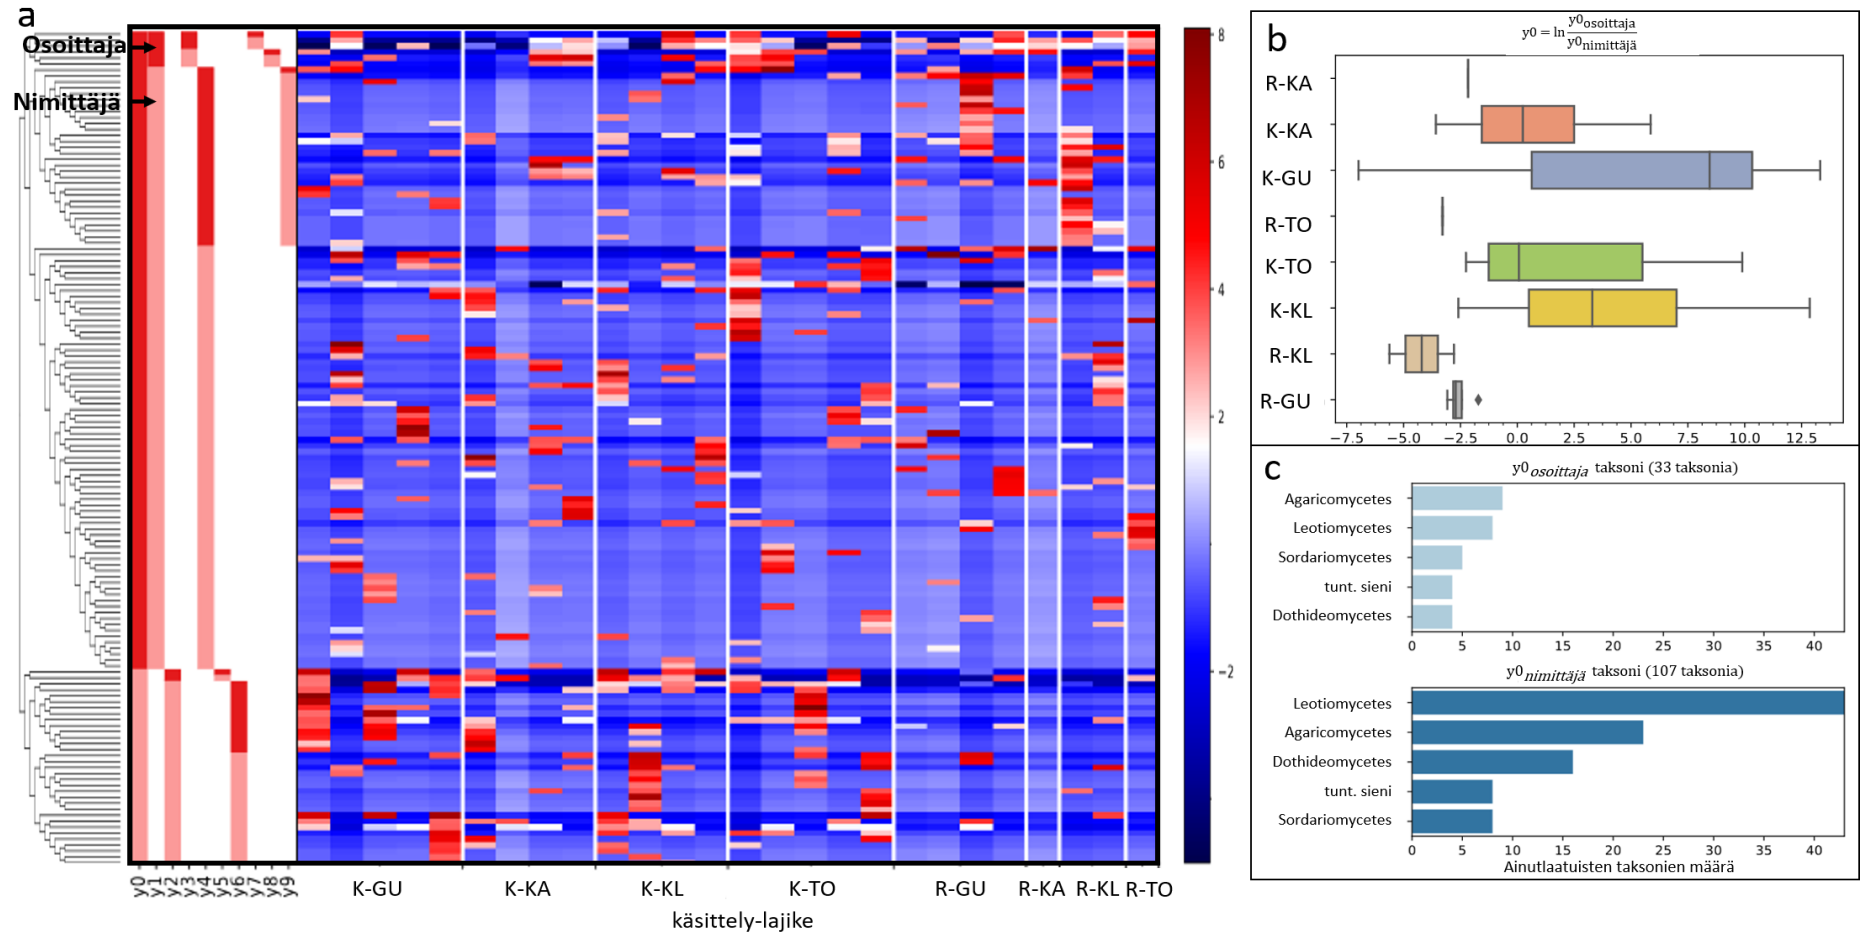 a
Osoittaja
Nimittäjä
y0 y1 y2 y3 y4 y5 y6 y7 y8 y9
K-GU K-KA K-KL K-TO R-GU R-KA R-KL R-TO
käsittely-lajike
8
6
4
2
−2
b
y0 = ln y0osoittaja
y0nimittäjä
R-KA
K-KA
K-GU
R-TO
K-TO
K-KL
R-KL
R-GU
−7.5 −5.0 −2.5 0.0 2.5 5.0 7.5 10.0 12.5
c
y0osoittaja taksoni (33 taksonia)
Agaricomycetes
Leotiomycetes
Sordariomycetes
tunt. sieni
Dothideomycetes
0 5 10 15 20 25 30 35 40
y0nimittäjä taksoni (107 taksonia)
Leotiomycetes
Agaricomycetes
Dothideomycetes
tunt. sieni
Sordariomycetes
0 5 10 15 20 25 30 35 40
Ainutlaatuisten taksonien määrä